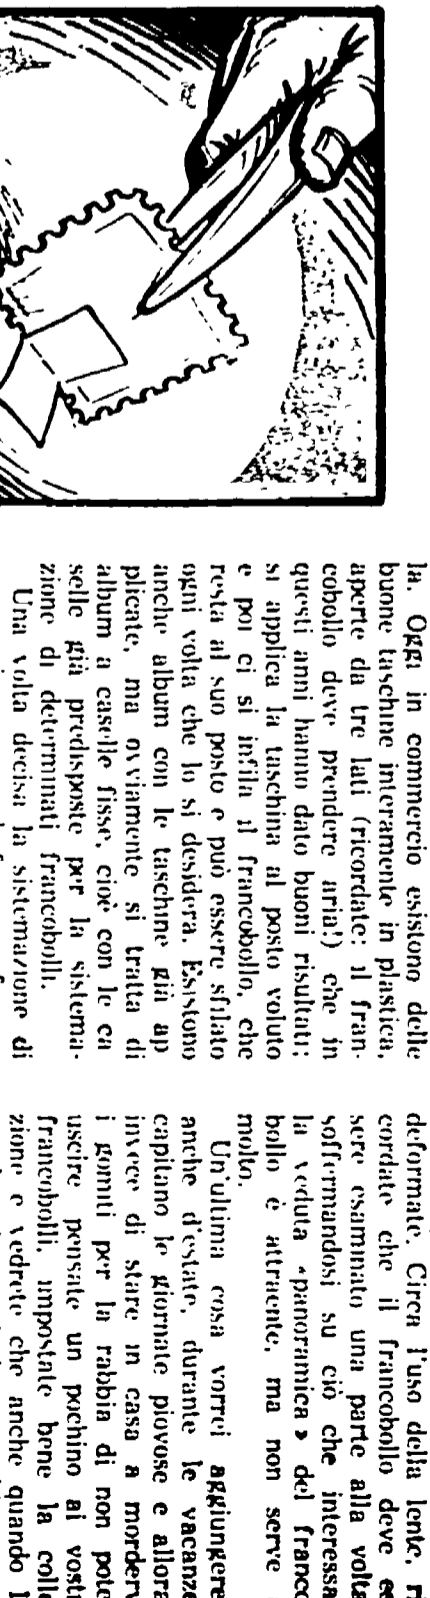 la. Oggi in commercio esistono delle
buone taschine interamente in plastica,
aperte da tre lati (ricordate: il fran-
cobollo deve prendere aria!) che in
questi anni hanno dato buoni risultati;
si applica la taschina al posto voluto
e poi ci si infila il francobollo, che
resta al suo posto e può essere sfilato
ogni volta che lo si desidera. Esistono
anche album con le taschine già ap
plicate, ma ovviamente si tratta di
album a caselle fisse, cioè con le ca
selle già predisposte per la sistema-
zione di determinati francobolli.
Una volta decisa la sistemazione di
deformate. Circa l'uso della lente, ri
cordate che il francobollo deve es
sere esaminato una parte alla volta
soffermandosi su ciò che interessa
la veduta «panoramica» del franco
bollo è attraente, ma non serve
molto.
Un'ultima cosa vorrei aggiungere
anche d'estate, durante le vacanze
capitano le giornate piovose e allora
invece di stare in casa a morderv
i gomiti per la rabbia di non pote
uscire pensate un pochino ai vostr
francobolli, impostate bene la colle
zione e vedrete che anche quando l